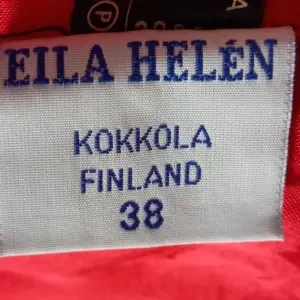 A
P
EILA HELÉN
KOKKOLA
FINLAND
38